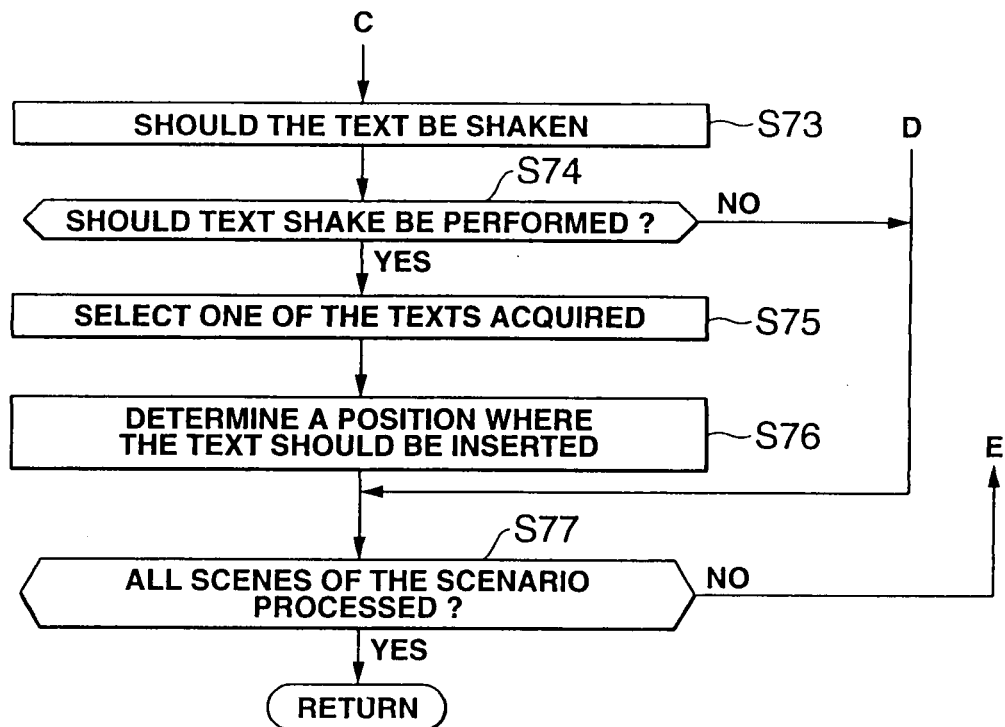 C
SHOULD THE TEXT BE SHAKEN
S73
D
S74
SHOULD TEXT SHAKE BE PERFORMED ?
NO
YES
SELECT ONE OF THE TEXTS ACQUIRED
S75
DETERMINE A POSITION WHERE
THE TEXT SHOULD BE INSERTED
S76
E
S77
ALL SCENES OF THE SCENARIO
PROCESSED ?
NO
YES
RETURN